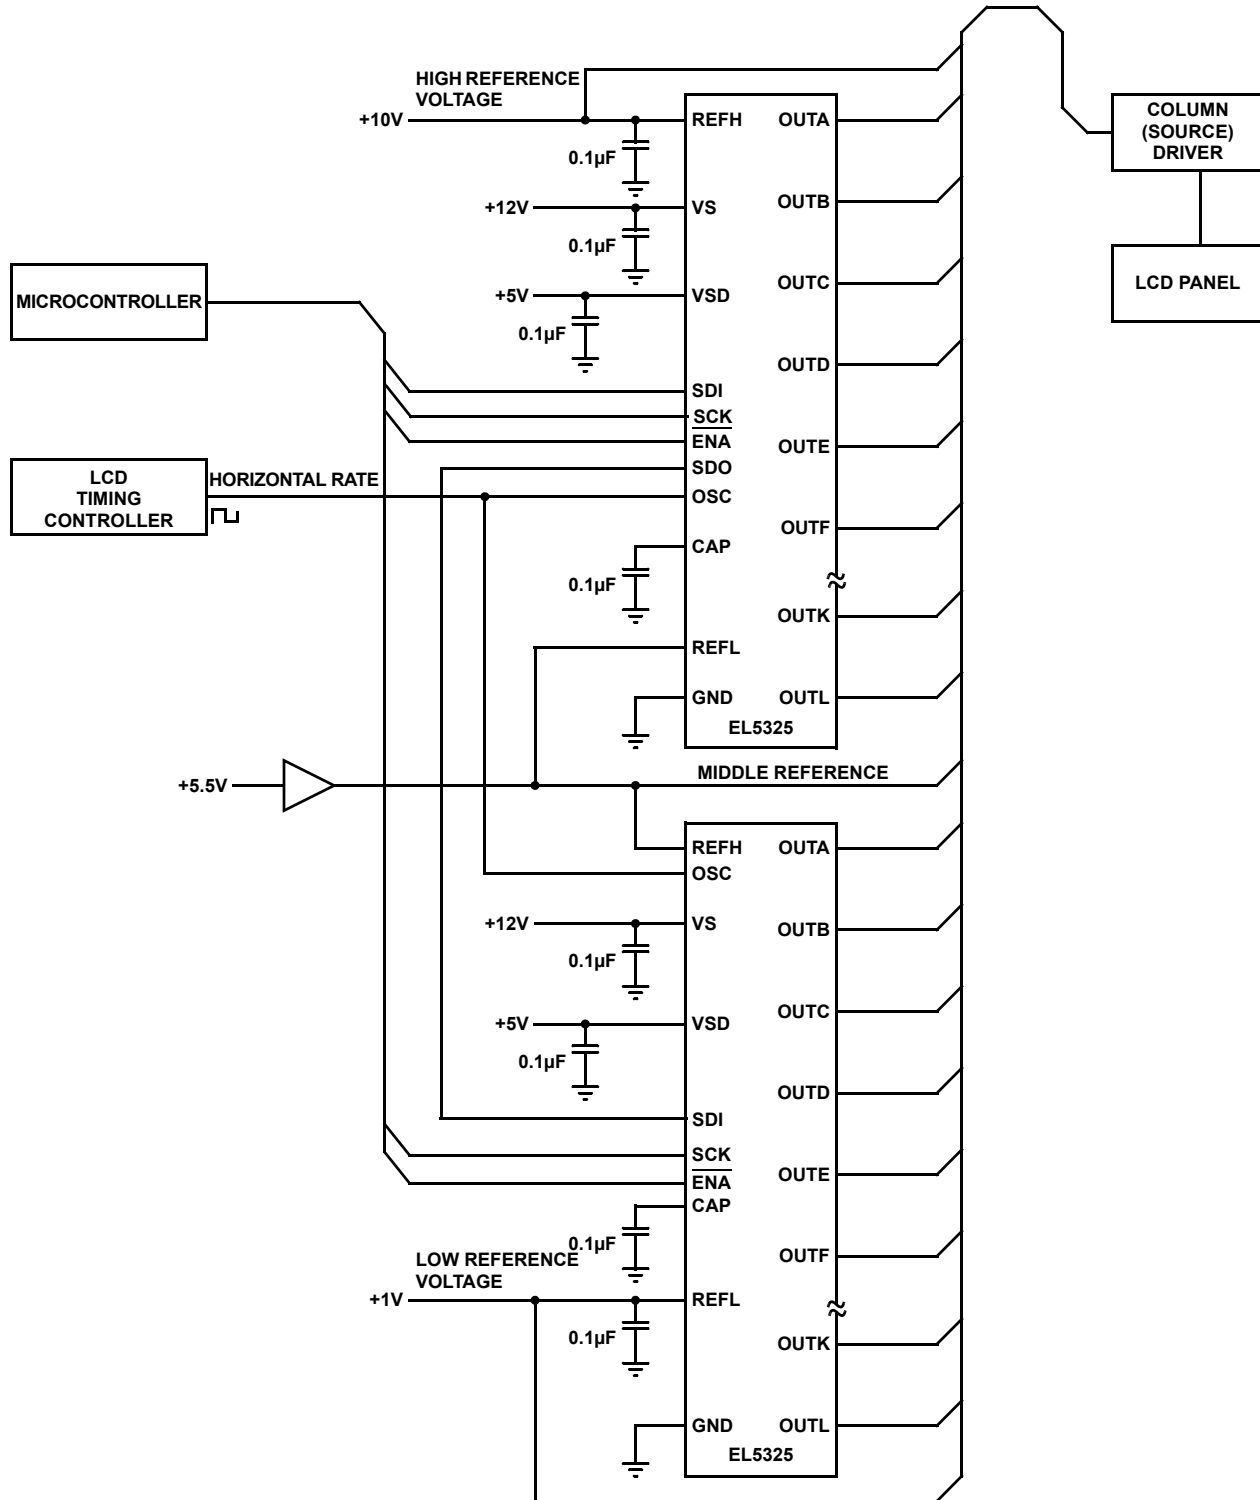 HIGH REFERENCE
VOLTAGE
+10V
REFH
OUTA
0.1µF
COLUMN
(SOURCE)
DRIVER
+12V
VS
OUTB
0.1µF
MICROCONTROLLER
+5V
VSD
OUTC
0.1µF
LCD PANEL
OUTD
SDI
SCK
ENA
OUTE
SDO
LCD
TIMING
CONTROLLER
HORIZONTAL RATE
OSC
OUTF
CAP
0.1µF
OUTK
REFL
GND
OUTL
EL5325
+5.5V
MIDDLE REFERENCE
REFH
OUTA
OSC
+12V
VS
OUTB
0.1µF
+5V
VSD
OUTC
0.1µF
OUTD
SDI
SCK
ENA
OUTE
CAP
0.1µF
OUTF
LOW REFERENCE
VOLTAGE
+1V
REFL
0.1µF
OUTK
GND
OUTL
EL5325